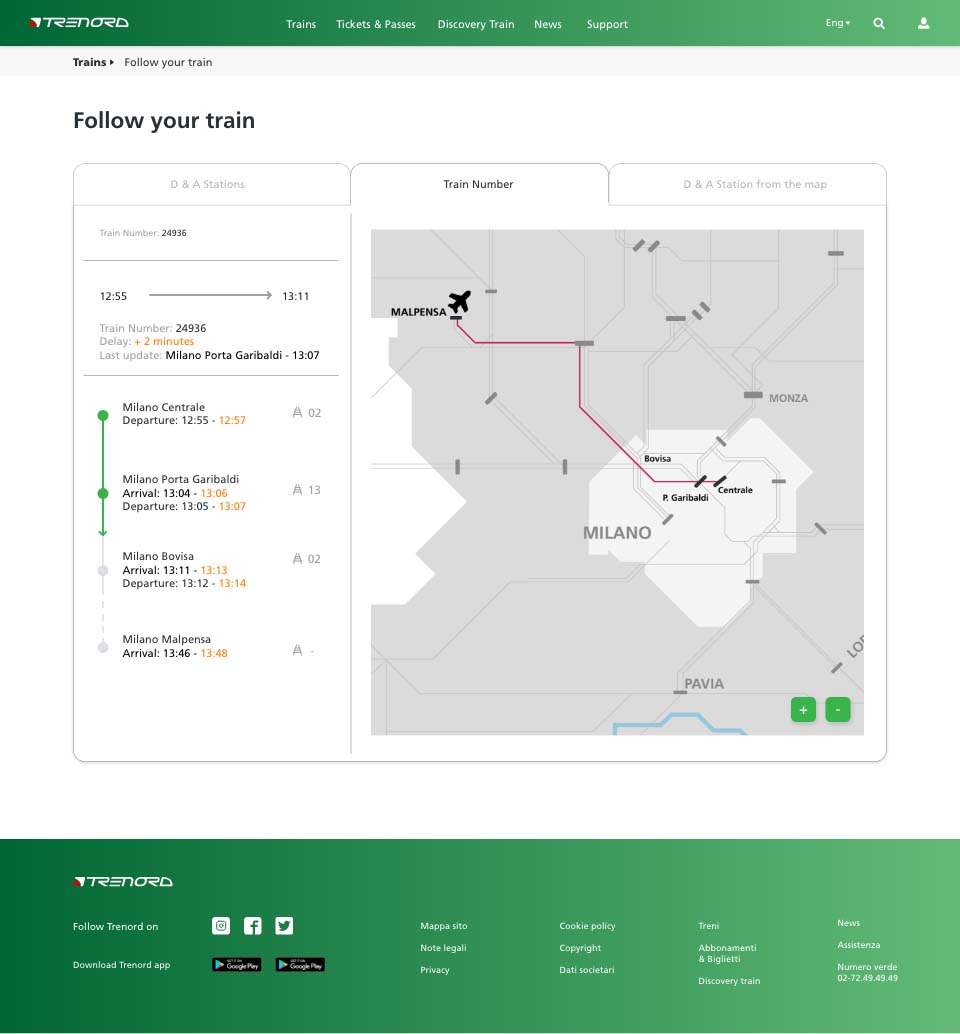 TRENORD
Trains
Tickets & Passes
Discovery Train
News
Support
Eng
Trains
Follow your train
Follow your train
D & A Stations
Train Number
D & A Station from the map
Train Number: 24936
12:55
13:11
Train Number: 24936
Delay: + 2 minutes
Last update: Milano Porta Garibaldi - 13:07
Milano Centrale
Departure: 12:55 - 12:57
02
Milano Porta Garibaldi
Arrival: 13:04 - 13:06
Departure: 13:05 - 13:07
13
Milano Bovisa
Arrival: 13:11 - 13:13
Departure: 13:12 - 13:14
02
Milano Malpensa
Arrival: 13:46 - 13:48
-
MALPENSA
MONZA
Bovisa
P. Garibaldi
Centrale
MILANO
LOD
PAVIA
+
-
TRENORD
Follow Trenord on
Download Trenord app
GET IT ON
Google Play
GET IT ON
Google Play
Mappa sito
Note legali
Privacy
Cookie policy
Copyright
Dati societari
Treni
Abbonamenti
& Biglietti
Discovery train
News
Assistenza
Numero verde
02-72.49.49.49